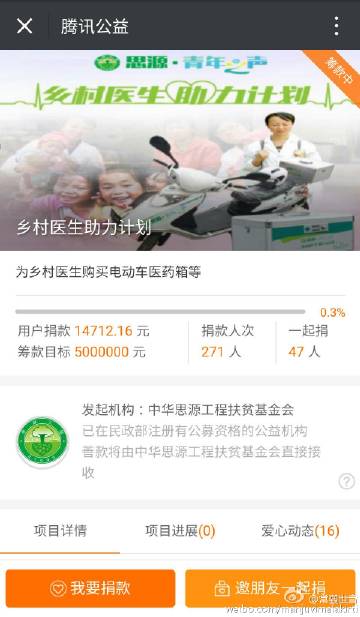 腾讯公益
思源·青年之声
筹款中
乡村医生助力计划
乡村医生助力计划
为乡村医生购买电动车医药箱等
0.3%
用户捐款 14712.16 元
捐款人次
一起捐
筹款目标 5000000 元
271 人
47 人
发起机构：中华思源工程扶贫基金会
已在民政部注册有公募资格的公益机构
善款将由中华思源工程扶贫基金会直接接
收
?
项目详情
项目进展(0)
爱心动态(16)
我要捐款
邀朋友一起捐